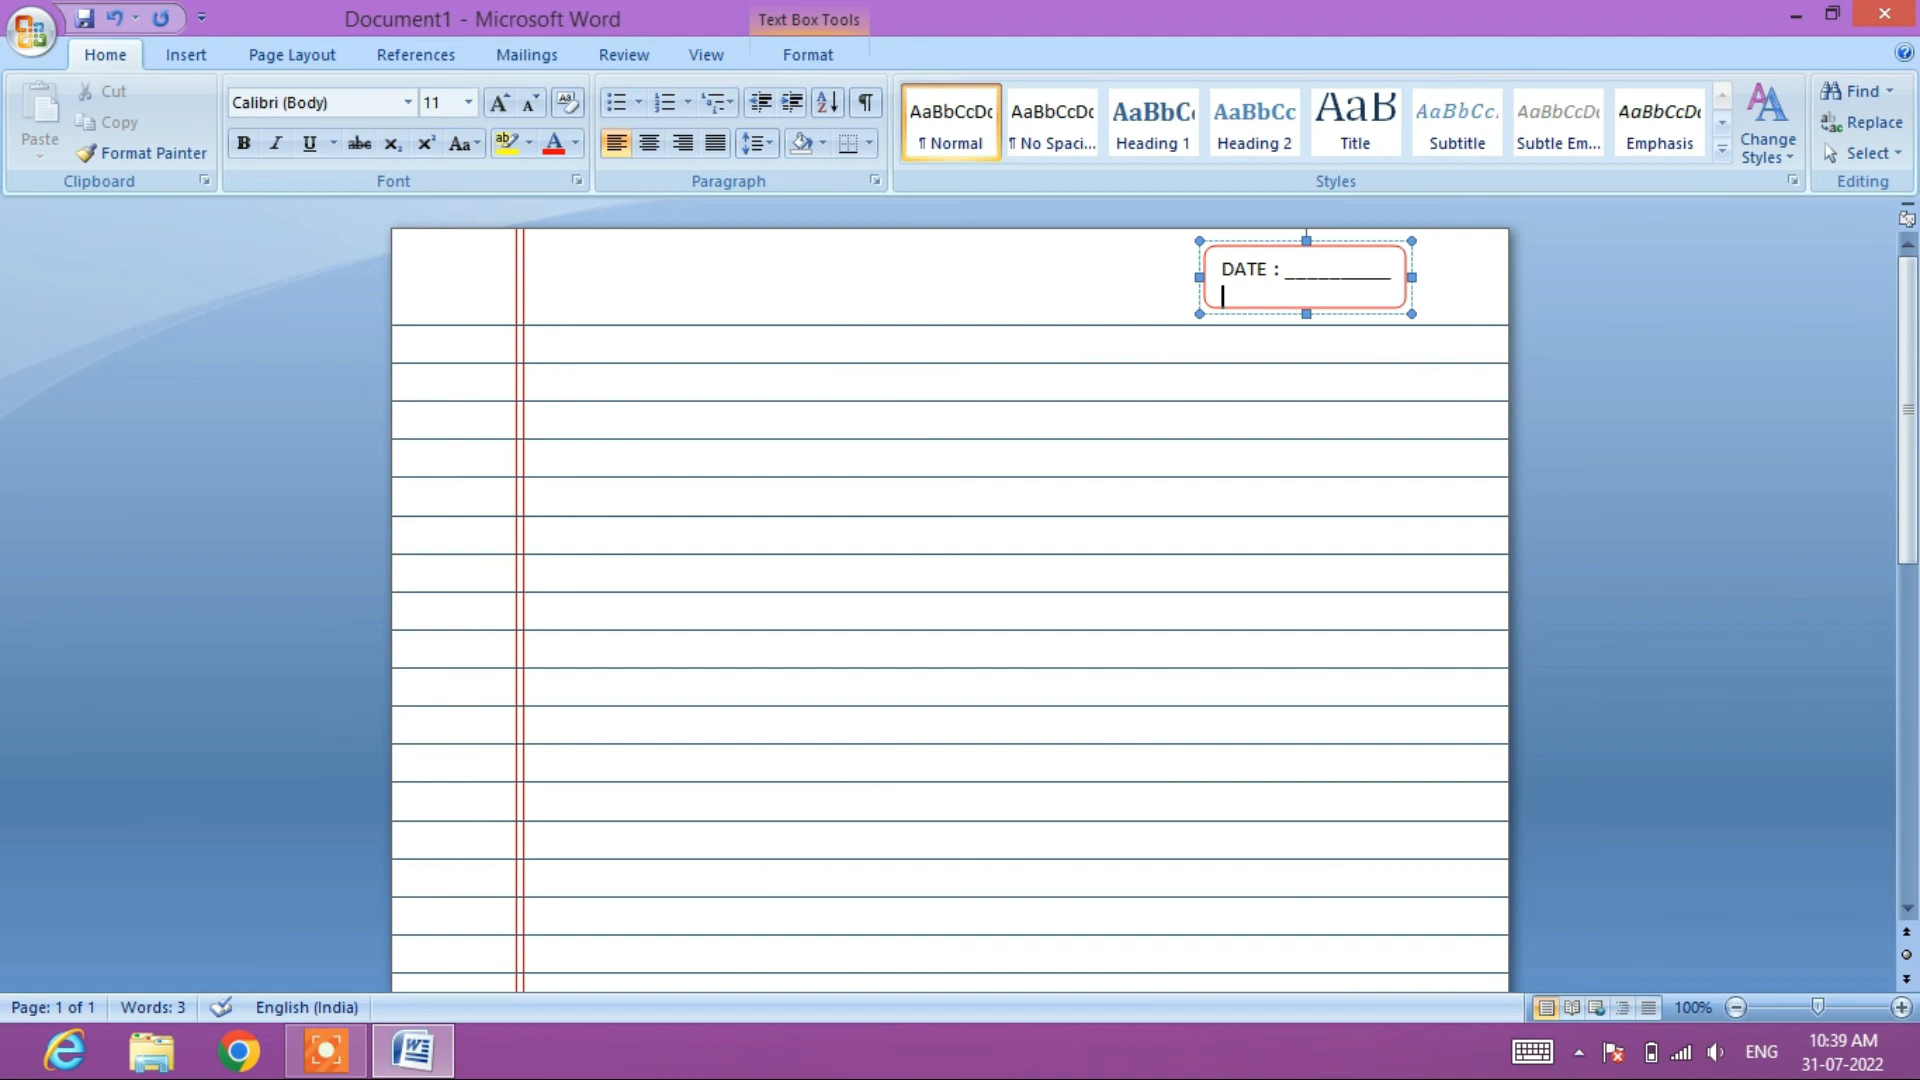 Document1 - Microsoft Word
Text Box Tools
Home
Insert
Page Layout
References
Mailings
Review
View
Format
Paste
Cut
Copy
Format Painter
Clipboard
Calibri (Body)
11
Font
Paragraph
AaBbCcDc
¶ Normal
AaBbCcDc
¶ No Spaci...
AaBbC
Heading 1
AaBbCc
Heading 2
AaB
Title
AaBbCc.
Subtitle
AaBbCcDc
Subtle Em...
AaBbCcDc
Emphasis
Change
Styles
Styles
Find
Replace
Select
Editing
DATE : ___________
Page: 1 of 1
Words: 3
English (India)
100%
ENG
10:39 AM
31-07-2022